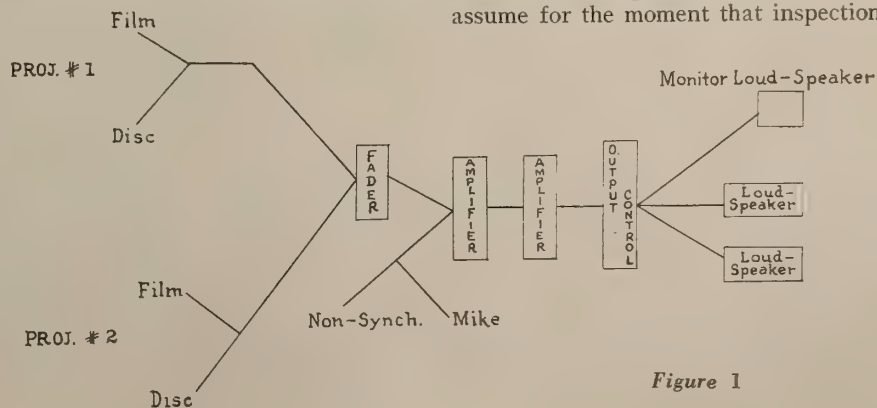 assume for the moment that inspection
Film
PROJ. # 1
Disc
Monitor Loud-Speaker
FADER
AMPLIFIER
AMPLIFIER
OUTPUT
CONTROL
Loud-
Speaker
Loud-
Speaker
Film
PROJ. # 2
Disc
Non-Synch.
Mike
Figure 1